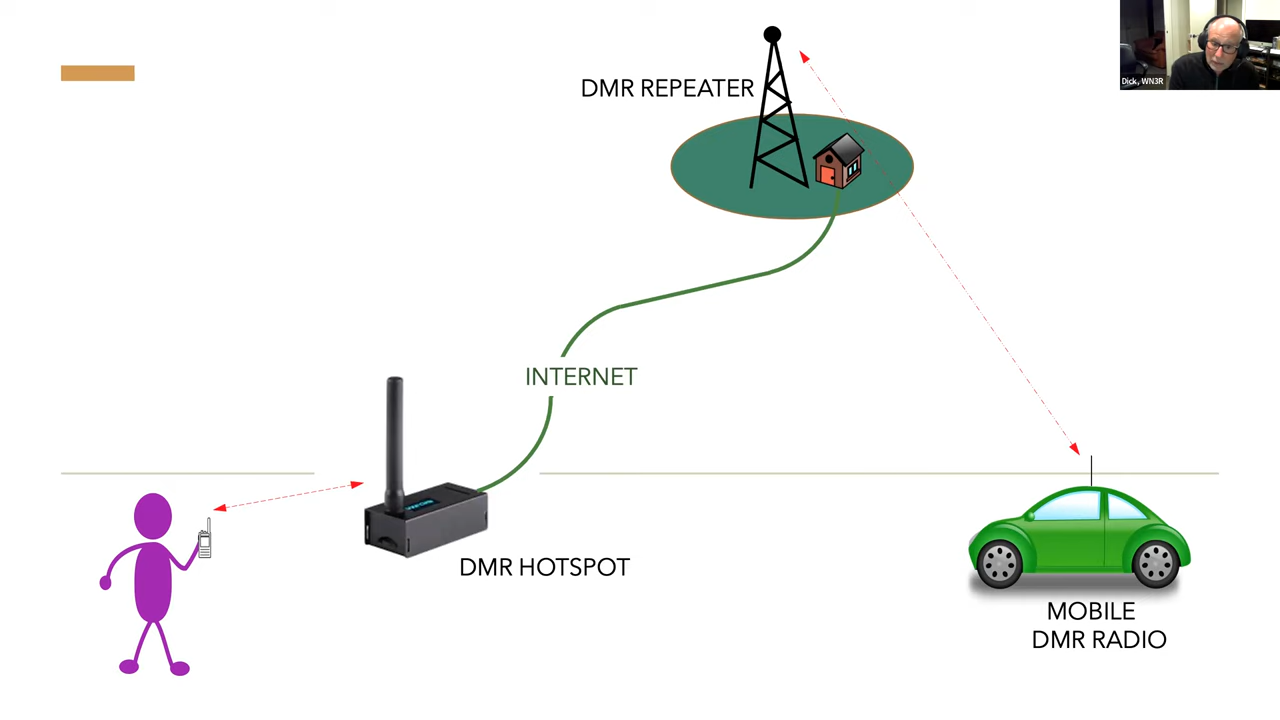 DMR REPEATER
Dick, WN3R
INTERNET
DMR HOTSPOT
MOBILE
DMR RADIO